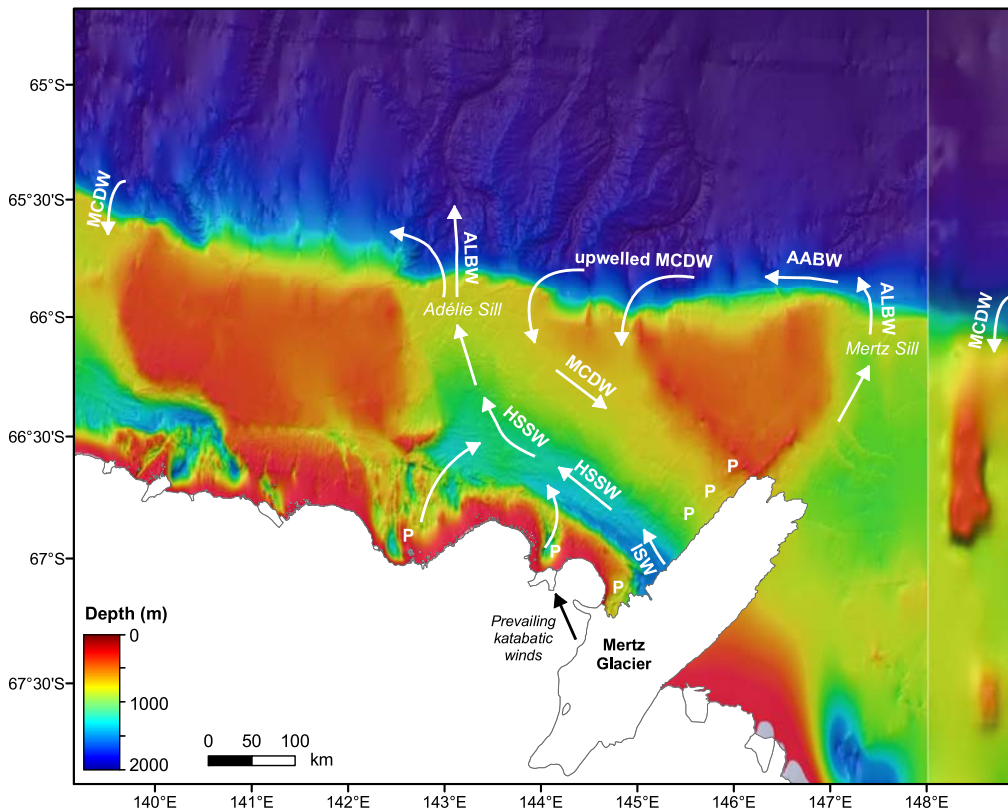 65°S
65°30'S
66°S
66°30'S
67°S
67°30'S
MCDW
ALBW
Adélie Sill
upwelled MCDW
AABW
ALBW
Mertz Sill
MCDW
MCDW
HSSW
HSSW
ISW
P
P
P
P
P
P
Prevailing
katabatic
winds
Mertz
Glacier
Depth (m)
0
1000
2000
0 50 100
km
140°E 141°E 142°E 143°E 144°E 145°E 146°E 147°E 148°E